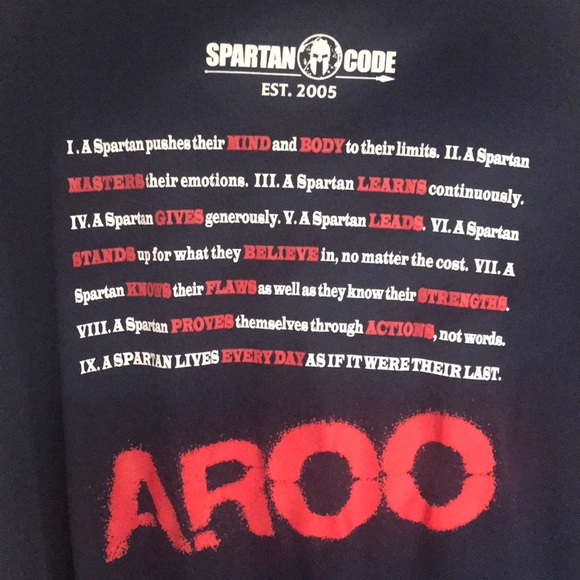 SPARTAN CODE
EST. 2005
I. A Spartan pushes their MIND and BODY to their limits. II. A Spartan
MASTERS their emotions. III. A Spartan LEARNS continuously.
IV. A Spartan GIVES generously. V. A Spartan LEADS. VI. A Spartan
STANDS up for what they BELIEVE in, no matter the cost. VII. A
Spartan KNOWS their FLAWS as well as they know their STRENGTHS.
VIII. A Spartan PROVES themselves through ACTIONS, not words.
IX. A SPARTAN LIVES EVERY DAY AS IF IT WERE THEIR LAST.
AROO